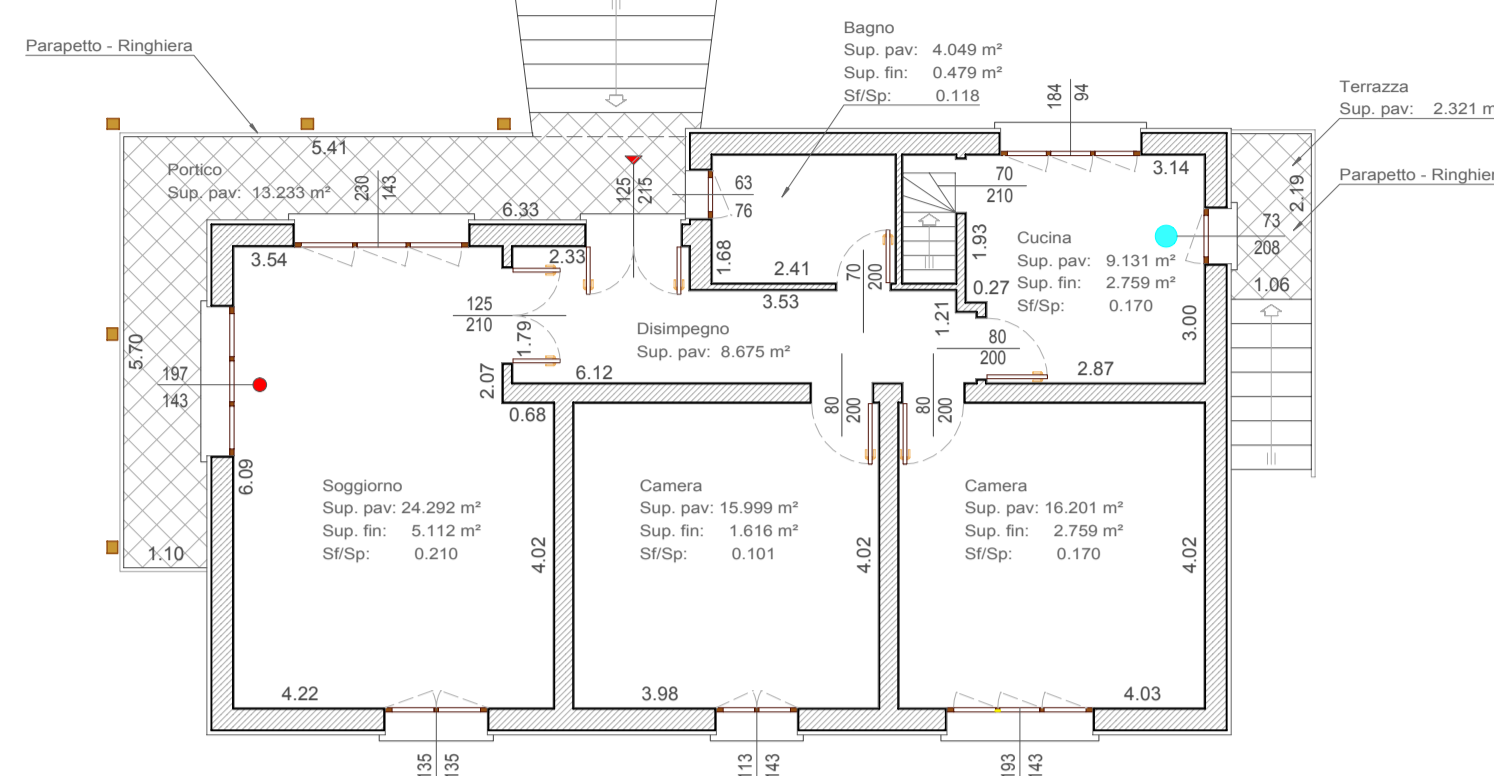 Parapetto - Ringhiera
Bagno
Sup. pav: 4.049 m²
Sup. fin: 0.479 m²
Sf/Sp: 0.118
184
94
Terrazza
Sup. pav: 2.321 m
Parapetto - Ringhier
5.41
Portico
Sup. pav: 13.233 m²
230
143
6.33
125
215
63
76
70
210
3.14
2.19
73
208
1.06
3.54
2.33
1.68
2.41
70
200
1.93
0.27
Cucina
Sup. pav: 9.131 m²
Sup. fin: 2.759 m²
Sf/Sp: 0.170
3.00
3.53
1.21
125
210
1.79
Disimpegno
Sup. pav: 8.675 m²
80
200
2.87
5.70
197
143
2.07
6.12
0.68
80
200
80
200
6.09
Soggiorno
Sup. pav: 24.292 m²
Sup. fin: 5.112 m²
Sf/Sp: 0.210
4.02
Camera
Sup. pav: 15.999 m²
Sup. fin: 1.616 m²
Sf/Sp: 0.101
4.02
Camera
Sup. pav: 16.201 m²
Sup. fin: 2.759 m²
Sf/Sp: 0.170
4.02
1.10
4.22
3.98
4.03
135
135
113
143
193
143